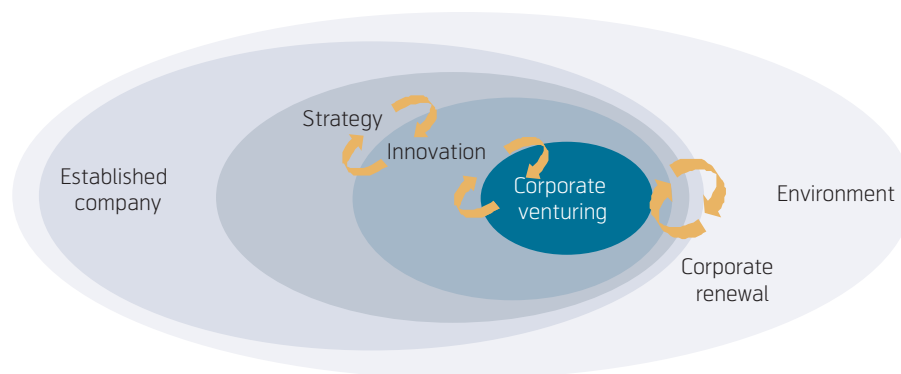 Strategy
Innovation
Established
company
Corporate
venturing
Environment
Corporate
renewal